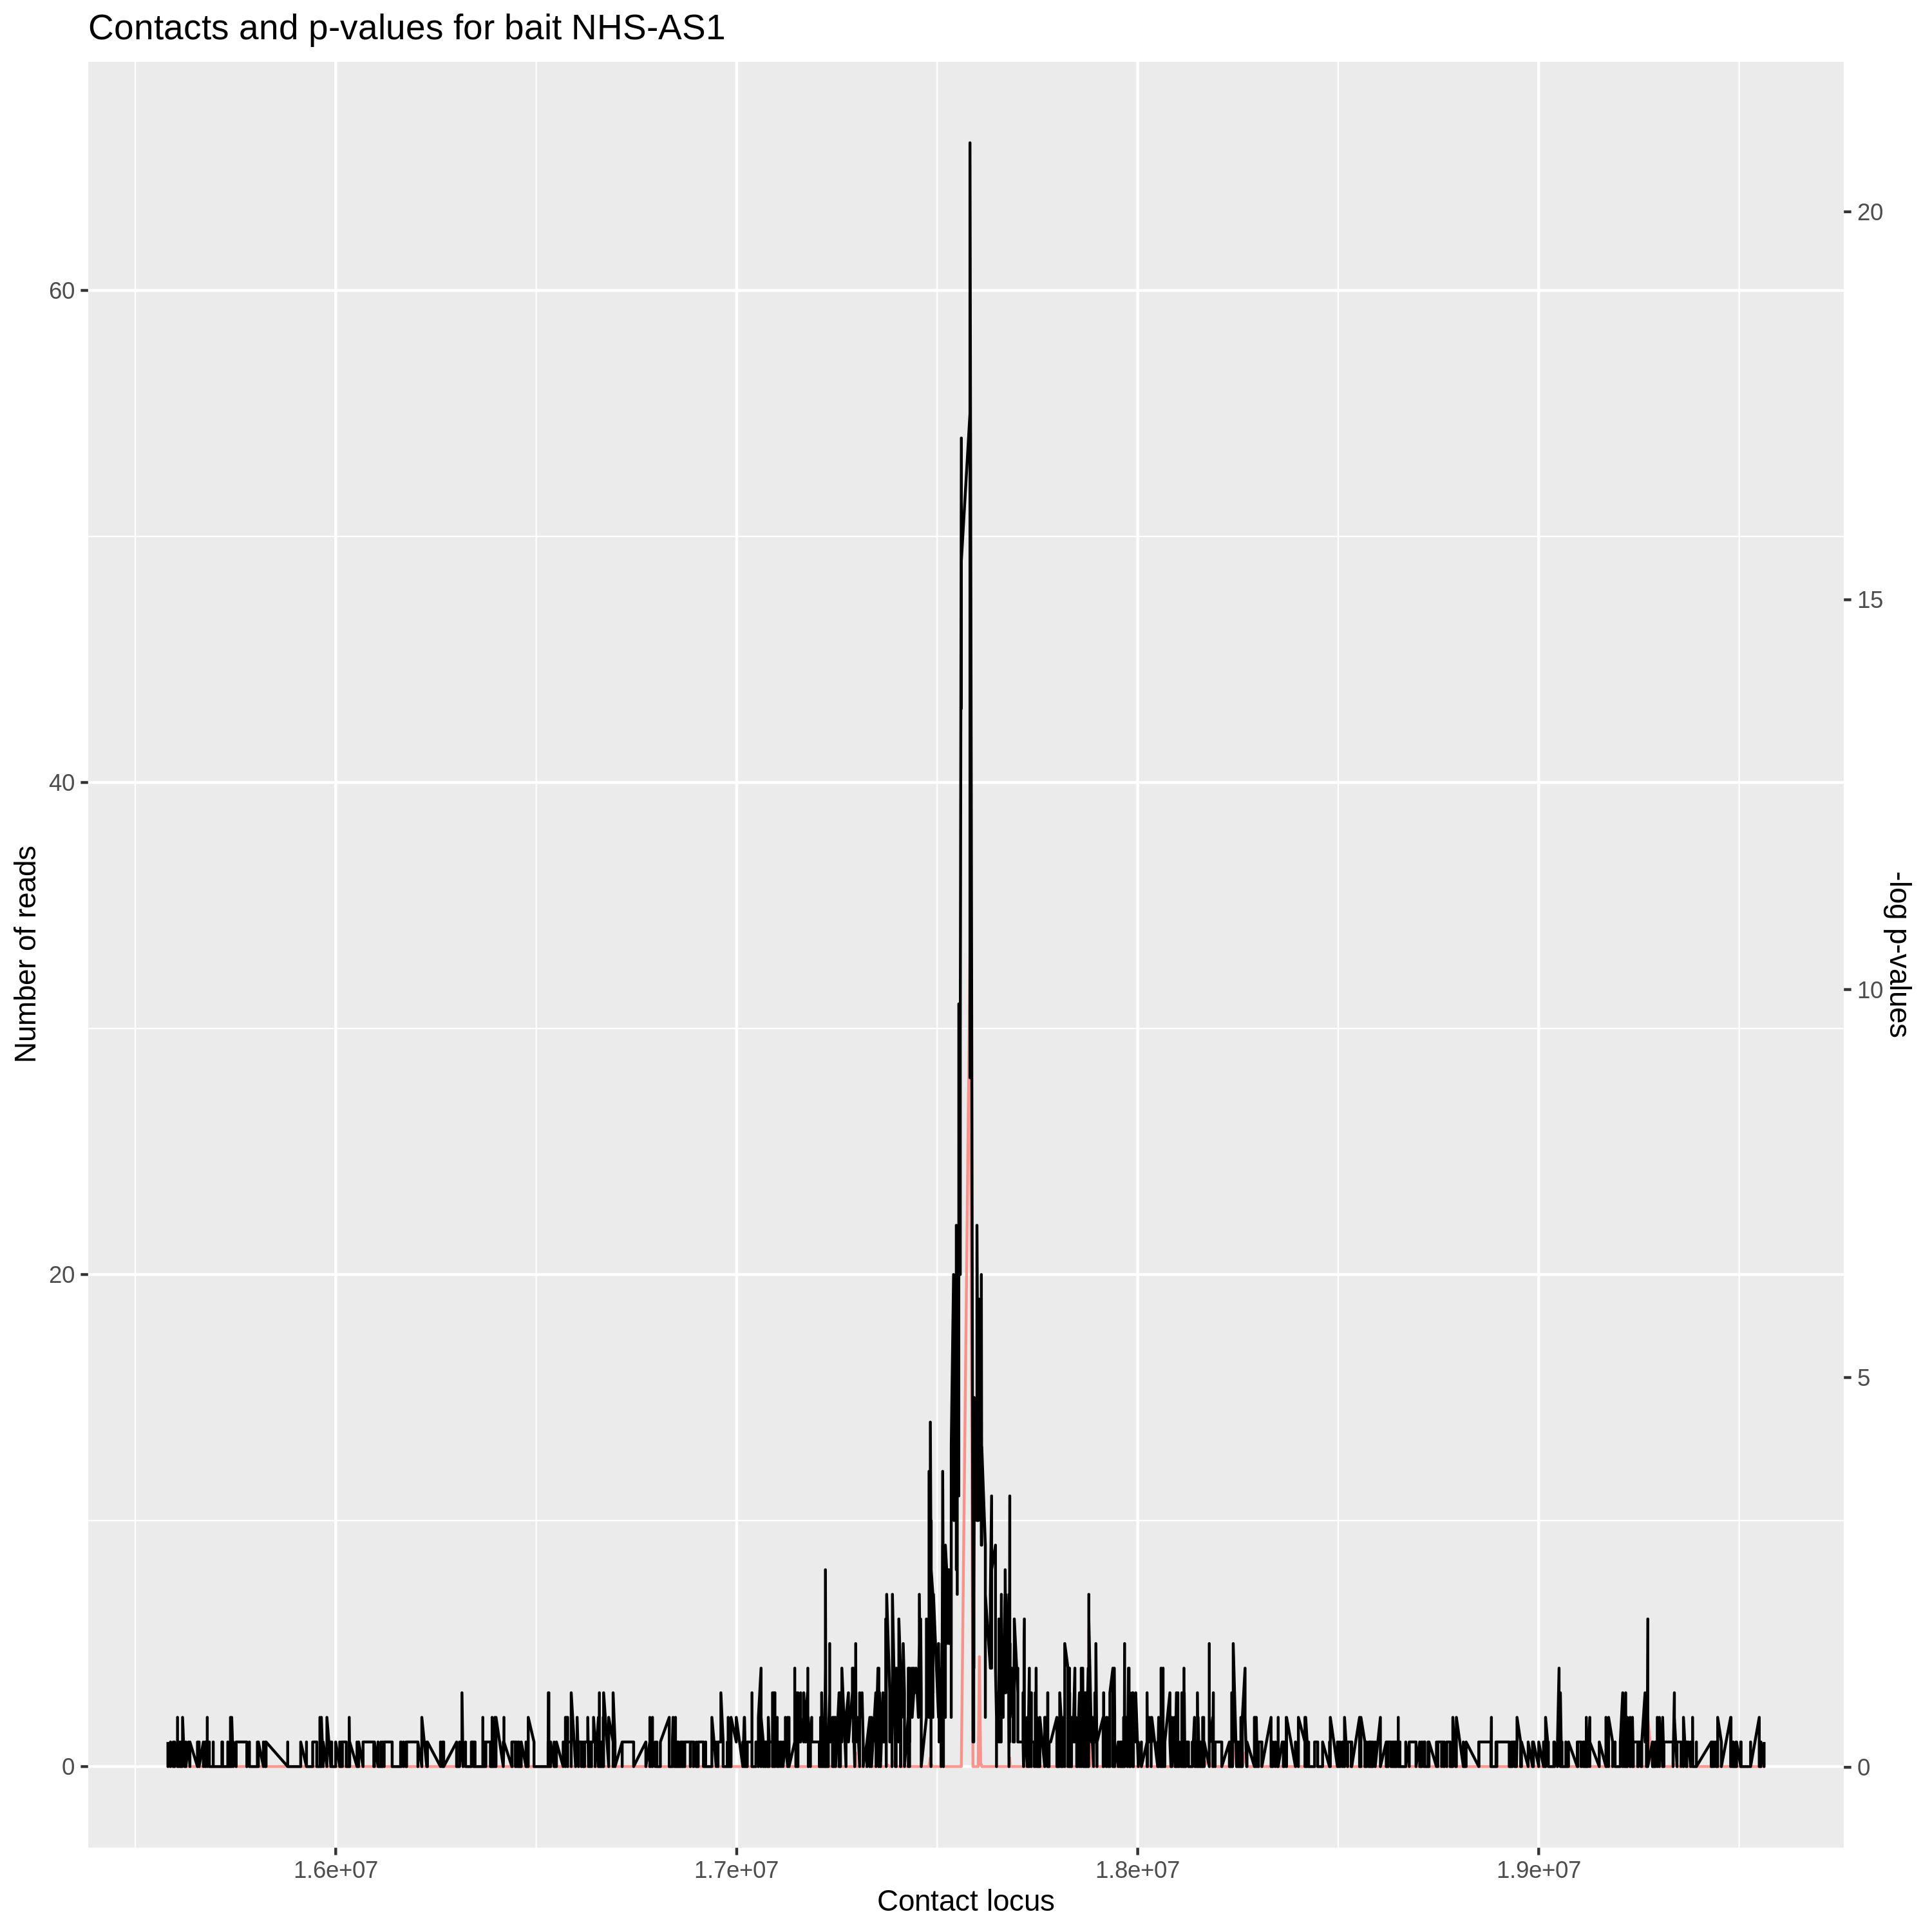 Contacts and p-values for bait NHS-AS1
60
40
20
0
Number of reads
20
15
10
5
0
-log p-values
1.6e+07
1.7e+07
1.8e+07
1.9e+07
Contact locus